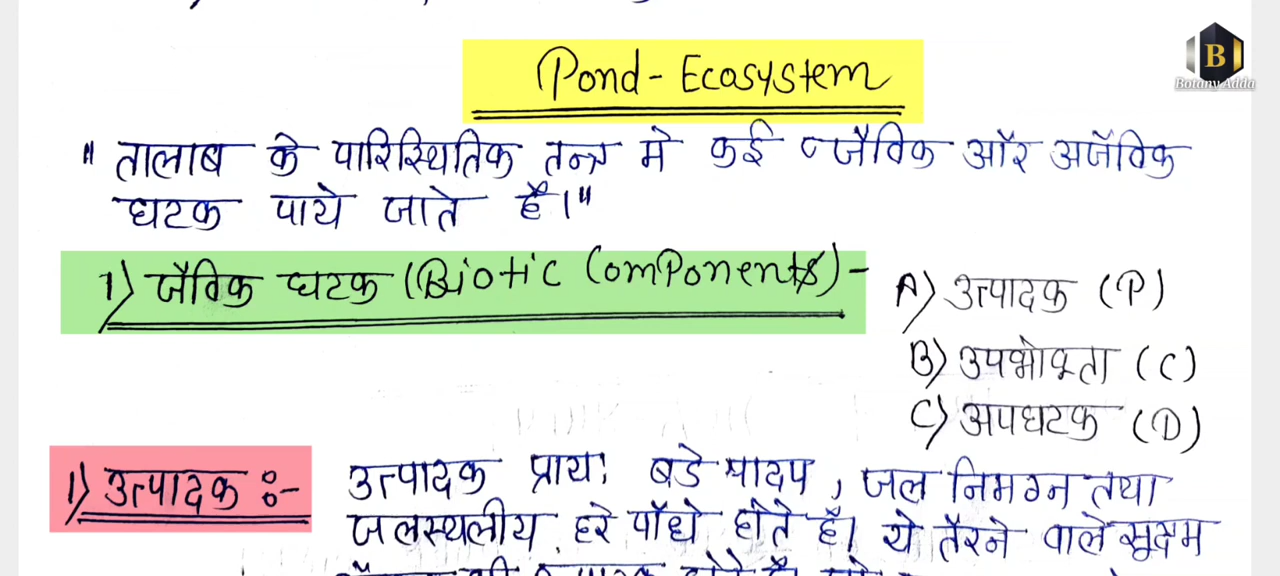 B
Botany Adda
Pond - Ecosystem
" तालाब के पारिस्थितिक तन्त्र मे कई जैविक और अजैविक
घटक पाये जाते है।"
1) जैविक घटक (Biotic Components) -
A) उत्पादक (P)
B) उपभोक्ता (C)
C) अपघटक (D)
1) उत्पादक :-
उत्पादक प्राय: बडे पादप, जल निमग्न तथा
जलस्थलीय हरे पौधे होते है। ये तैरने वाले सूक्ष्म